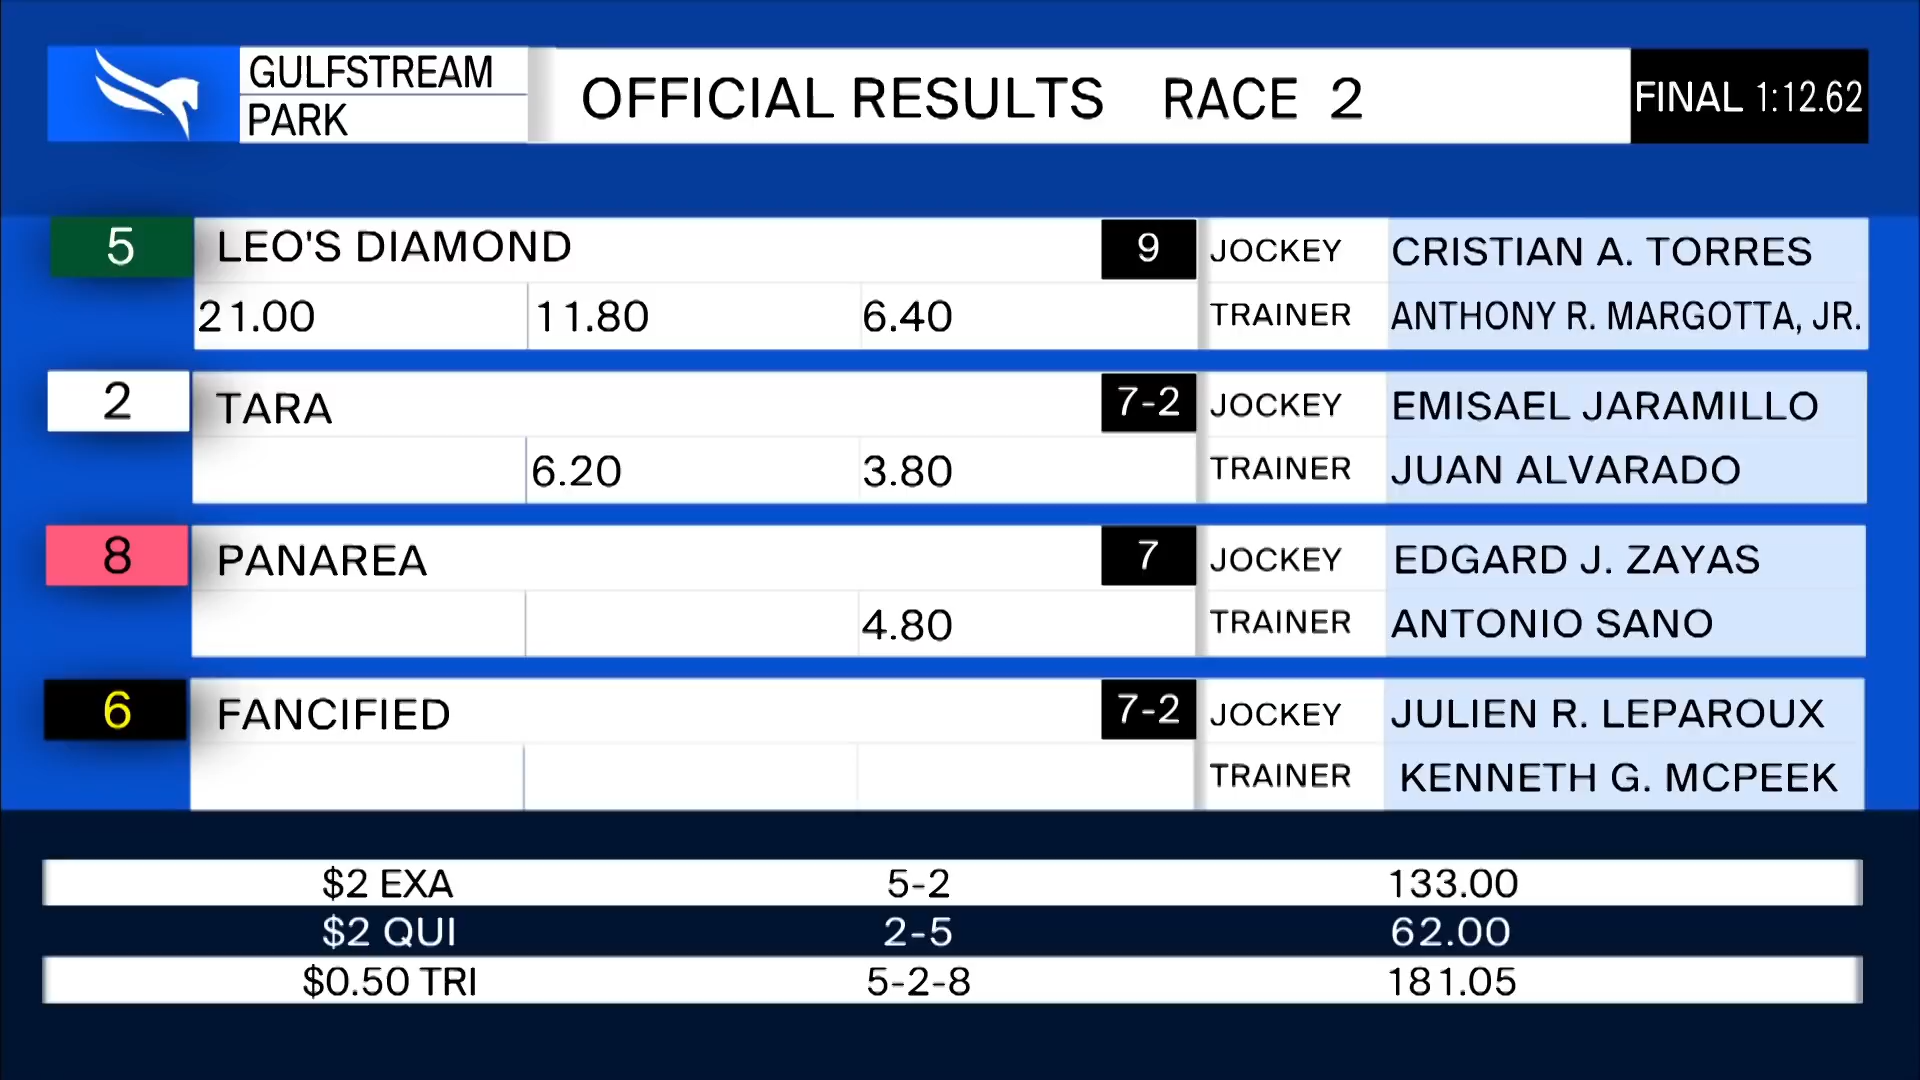 GULFSTREAM
PARK
OFFICIAL RESULTS RACE 2
FINAL 1:12.62
5 LEO'S DIAMOND 9 JOCKEY CRISTIAN A. TORRES
21.00 11.80 6.40 TRAINER ANTHONY R. MARGOTTA, JR.
2 TARA 7-2 JOCKEY EMISAEL JARAMILLO
6.20 3.80 TRAINER JUAN ALVARADO
8 PANAREA 7 JOCKEY EDGARD J. ZAYAS
4.80 TRAINER ANTONIO SANO
6 FANCIFIED 7-2 JOCKEY JULIEN R. LEPAROUX
TRAINER KENNETH G. MCPEEK
$2 EXA 5-2 133.00
$2 QUI 2-5 62.00
$0.50 TRI 5-2-8 181.05